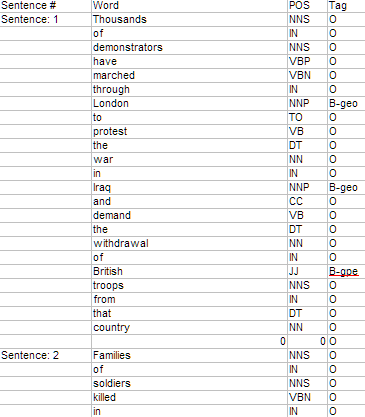 Sentence # Word POS Tag
Sentence: 1 Thousands NNS O
of IN O
demonstrators NNS O
have VBP O
marched VBN O
through IN O
London NNP B-geo
to TO O
protest VB O
the DT O
war NN O
in IN O
Iraq NNP B-geo
and CC O
demand VB O
the DT O
withdrawal NN O
of IN O
British JJ B-gpe
troops NNS O
from IN O
that DT O
country NN O
0 0 O
Sentence: 2 Families NNS O
of IN O
soldiers NNS O
killed VBN O
in IN O